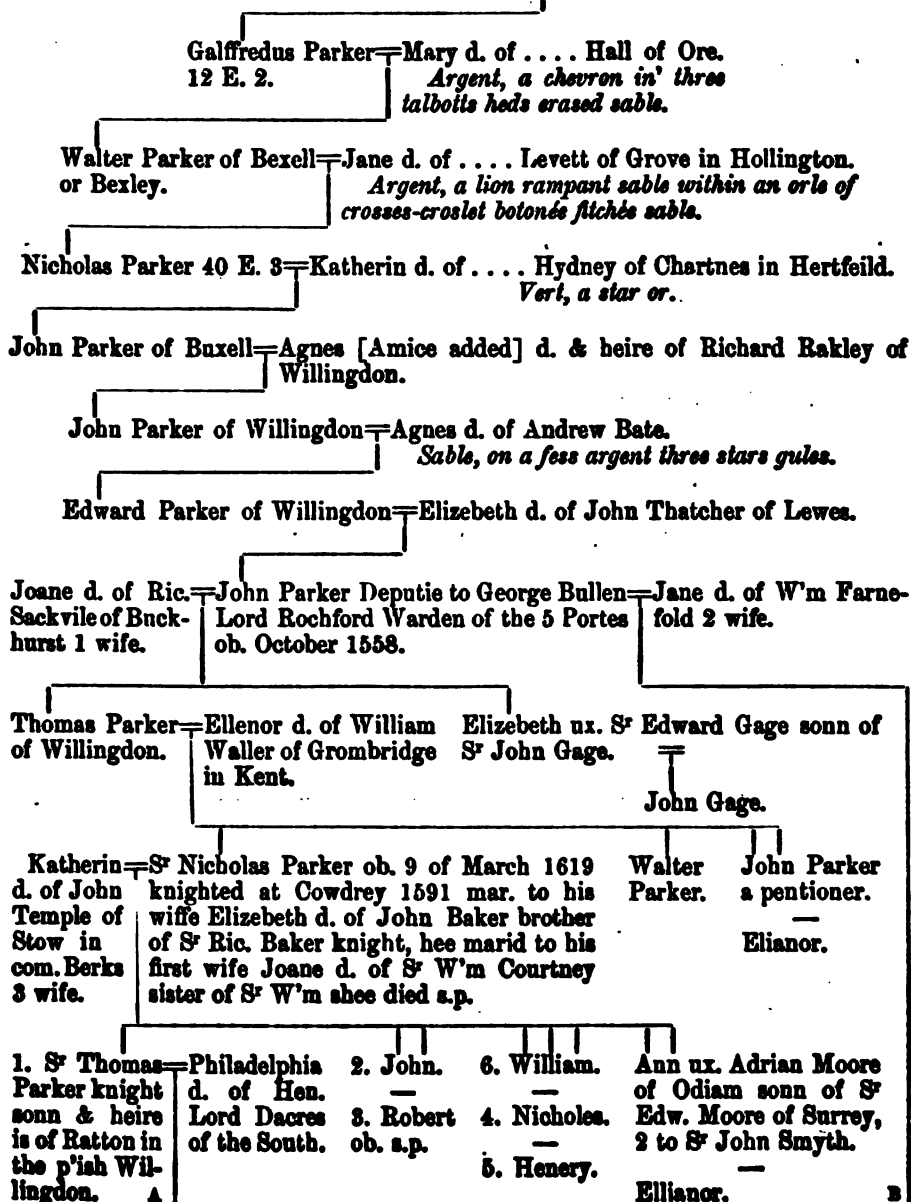 Galffredus Parker=Mary d. of .... Hall of Ore.
12 E. 2.
Argent, a chevron in' three
talbotts heds erased sable.
Walter Parker of Bexell=Jane d. of .... Levett of Grove in Hollington.
or Bexley.
Argent, a lion rampant sable within an orle of
crosses-croslet botonée fitchée sable.
Nicholas Parker 40 E. 3=Katherin d. of .... Hydney of Chartnes in Hertfeild.
Vert, a star or.
John Parker of Buxell=Agnes [Amice added] d. & heire of Richard Rakley of
Willingdon.
John Parker of Willingdon=Agnes d. of Andrew Bate.
Sable, on a fess argent three stars gules.
Edward Parker of Willingdon=Elizebeth d. of John Thatcher of Lewes.
Joane d. of Ric.
Sackvile of Buck-
hurst 1 wife.
=John Parker Deputie to George Bullen
Lord Rochford Warden of the 5 Portes
ob. October 1558.
=Jane d. of W'm Farne-
fold 2 wife.
Thomas Parker
of Willingdon.
=Ellenor d. of William
Waller of Grombridge
in Kent.
Elizebeth ux. Sr Edward Gage sonn of
Sr John Gage.
=
John Gage.
Katherin
d. of John
Temple of
Stow in
com. Berks
3 wife.
=Sr Nicholas Parker ob. 9 of March 1619
knighted at Cowdrey 1591 mar. to his
wiffe Elizebeth d. of John Baker brother
of Sr Ric. Baker knight, hee marid to his
first wife Joane d. of Sr W'm Courtney
sister of Sr W'm shee died s.p.
Walter
Parker.
John Parker
a pentioner.
—
Elianor.
1. Sr Thomas
Parker knight
sonn & heire
is of Ratton in
the p'ish Wil-
lingdon. A
=Philadelphia
d. of Hen.
Lord Dacres
of the South.
2. John.
—
3. Robert
ob. s.p.
6. William.
—
4. Nicholes.
—
5. Henery.
Ann ux. Adrian Moore
of Odiam sonn of Sr
Edw. Moore of Surrey,
2 to Sr John Smyth.
—
Ellianor.
B